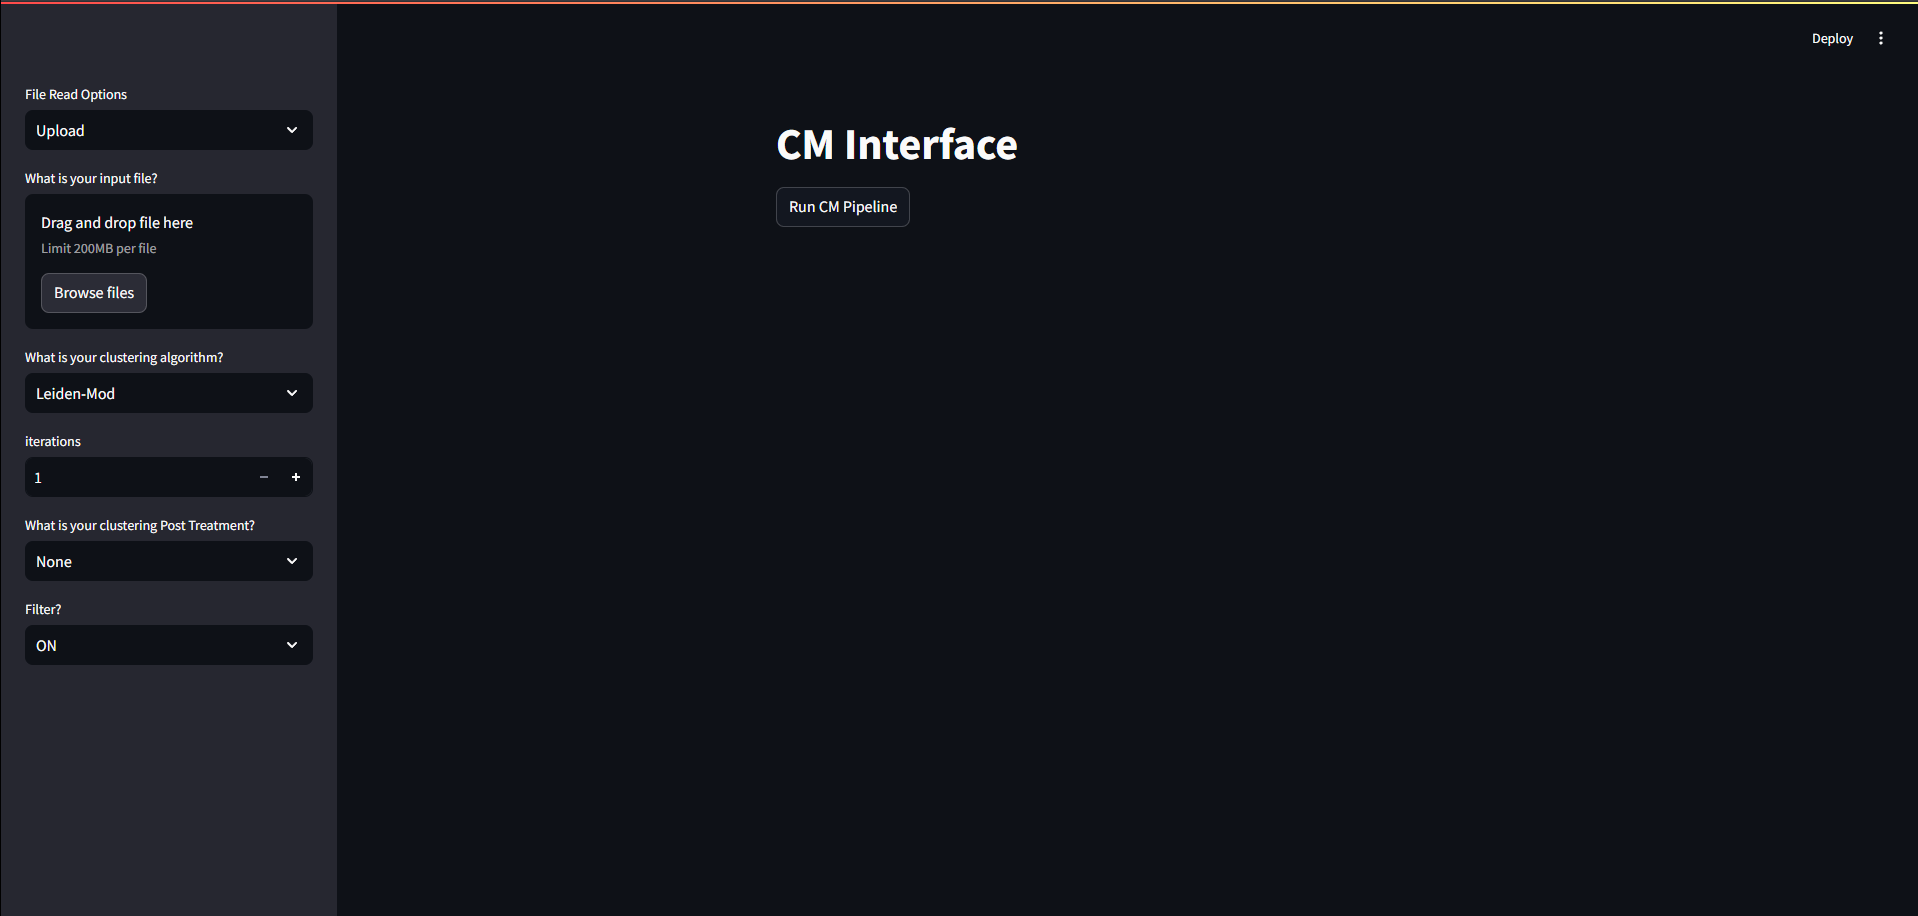 Deploy
File Read Options
Upload
What is your input file?
Drag and drop file here
Limit 200MB per file
Browse files
What is your clustering algorithm?
Leiden-Mod
iterations
1
What is your clustering Post Treatment?
None
Filter?
ON
CM Interface
Run CM Pipeline